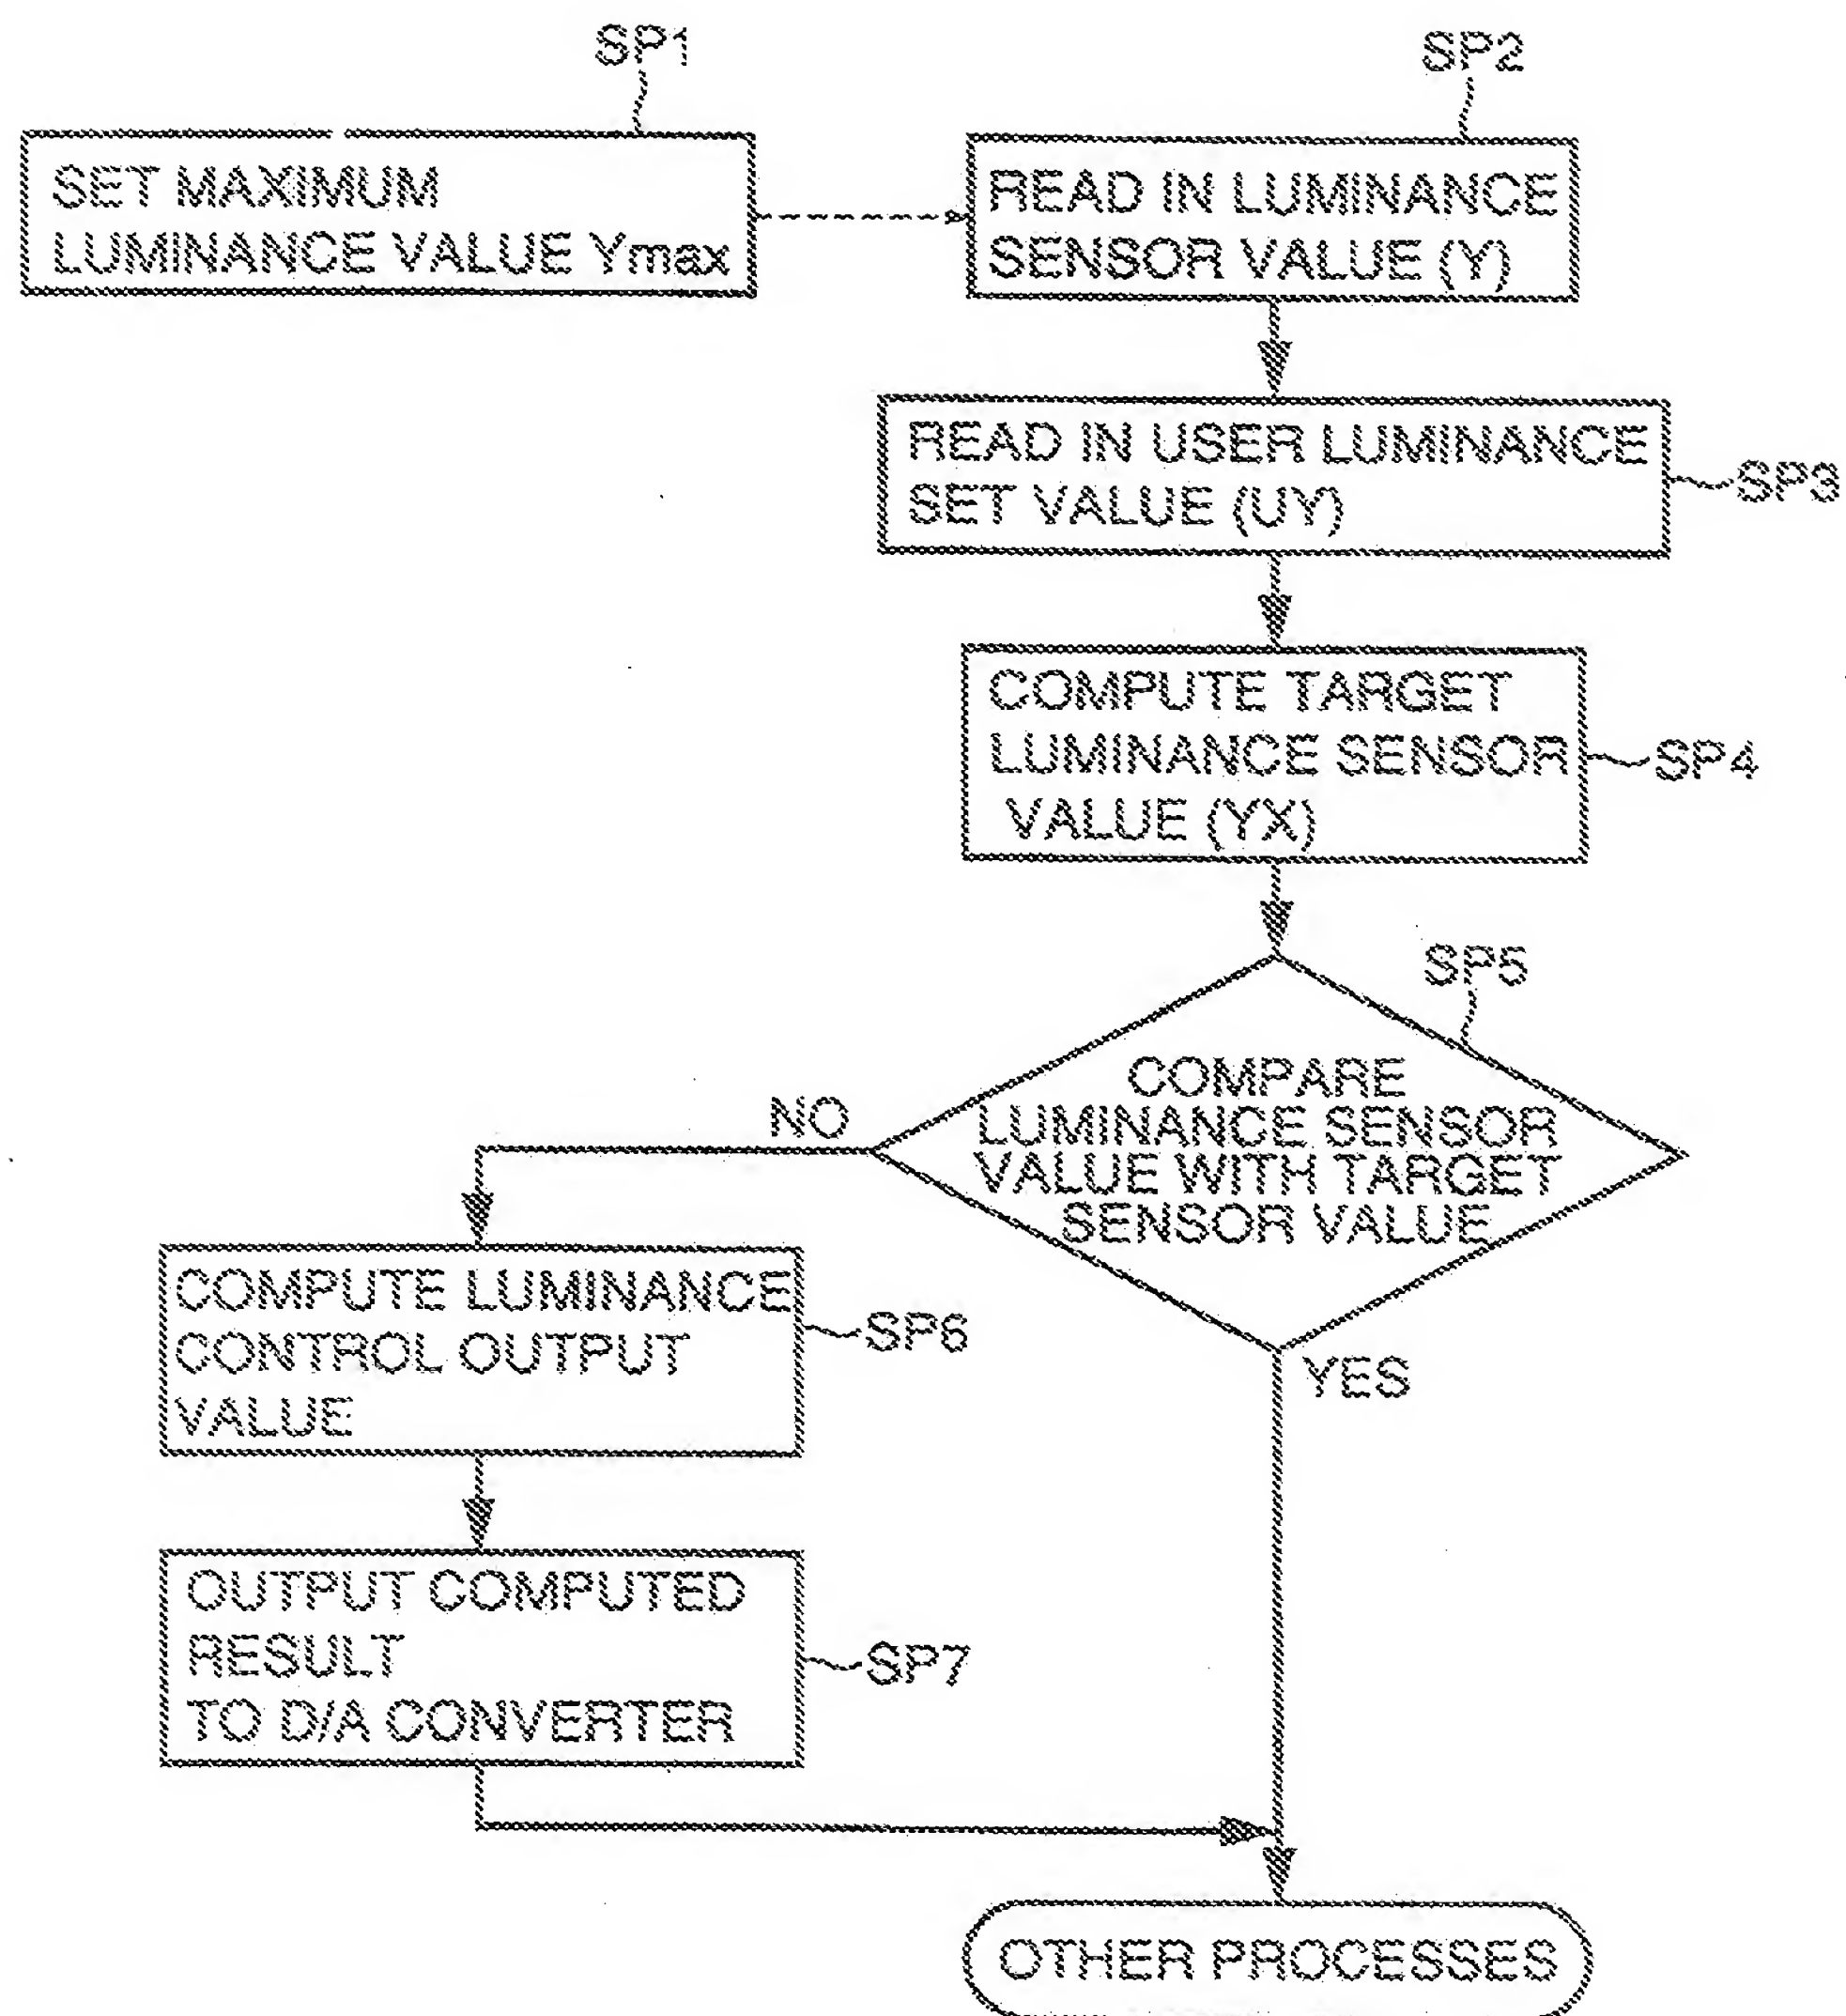 SP1
SET MAXIMUM
LUMINANCE VALUE Ymax
SP2
READ IN LUMINANCE
SENSOR VALUE (Y)
READ IN USER LUMINANCE
SET VALUE (UY)
SP3
COMPUTE TARGET
LUMINANCE SENSOR
VALUE (YX)
SP4
SP5
COMPARE
LUMINANCE SENSOR
VALUE WITH TARGET
SENSOR VALUE
NO
YES
COMPUTE LUMINANCE
CONTROL OUTPUT
VALUE
SP6
OUTPUT COMPUTED
RESULT
TO D/A CONVERTER
SP7
OTHER PROCESSES